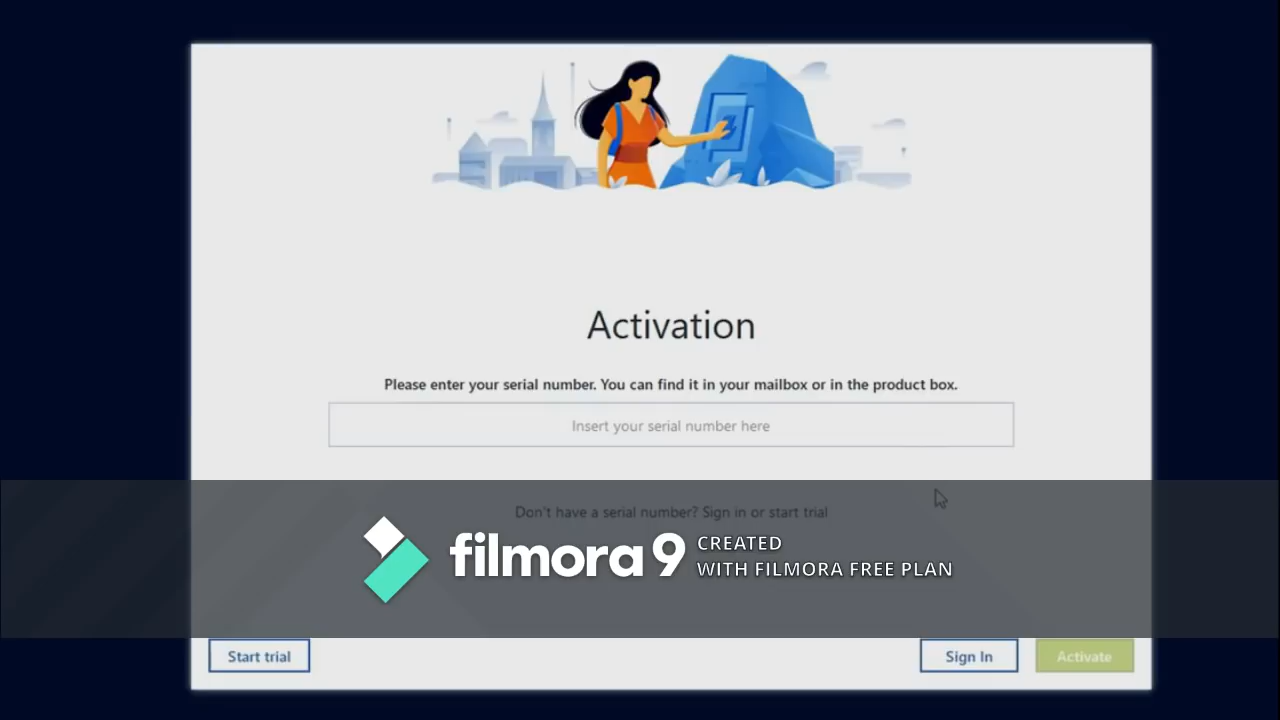 Activation
Please enter your serial number. You can find it in your mailbox or in the product box.
Insert your serial number here
Don't have a serial number? Sign in or start trial
filmora9 CREATED
WITH FILMORA FREE PLAN
Start trial Sign In Activate